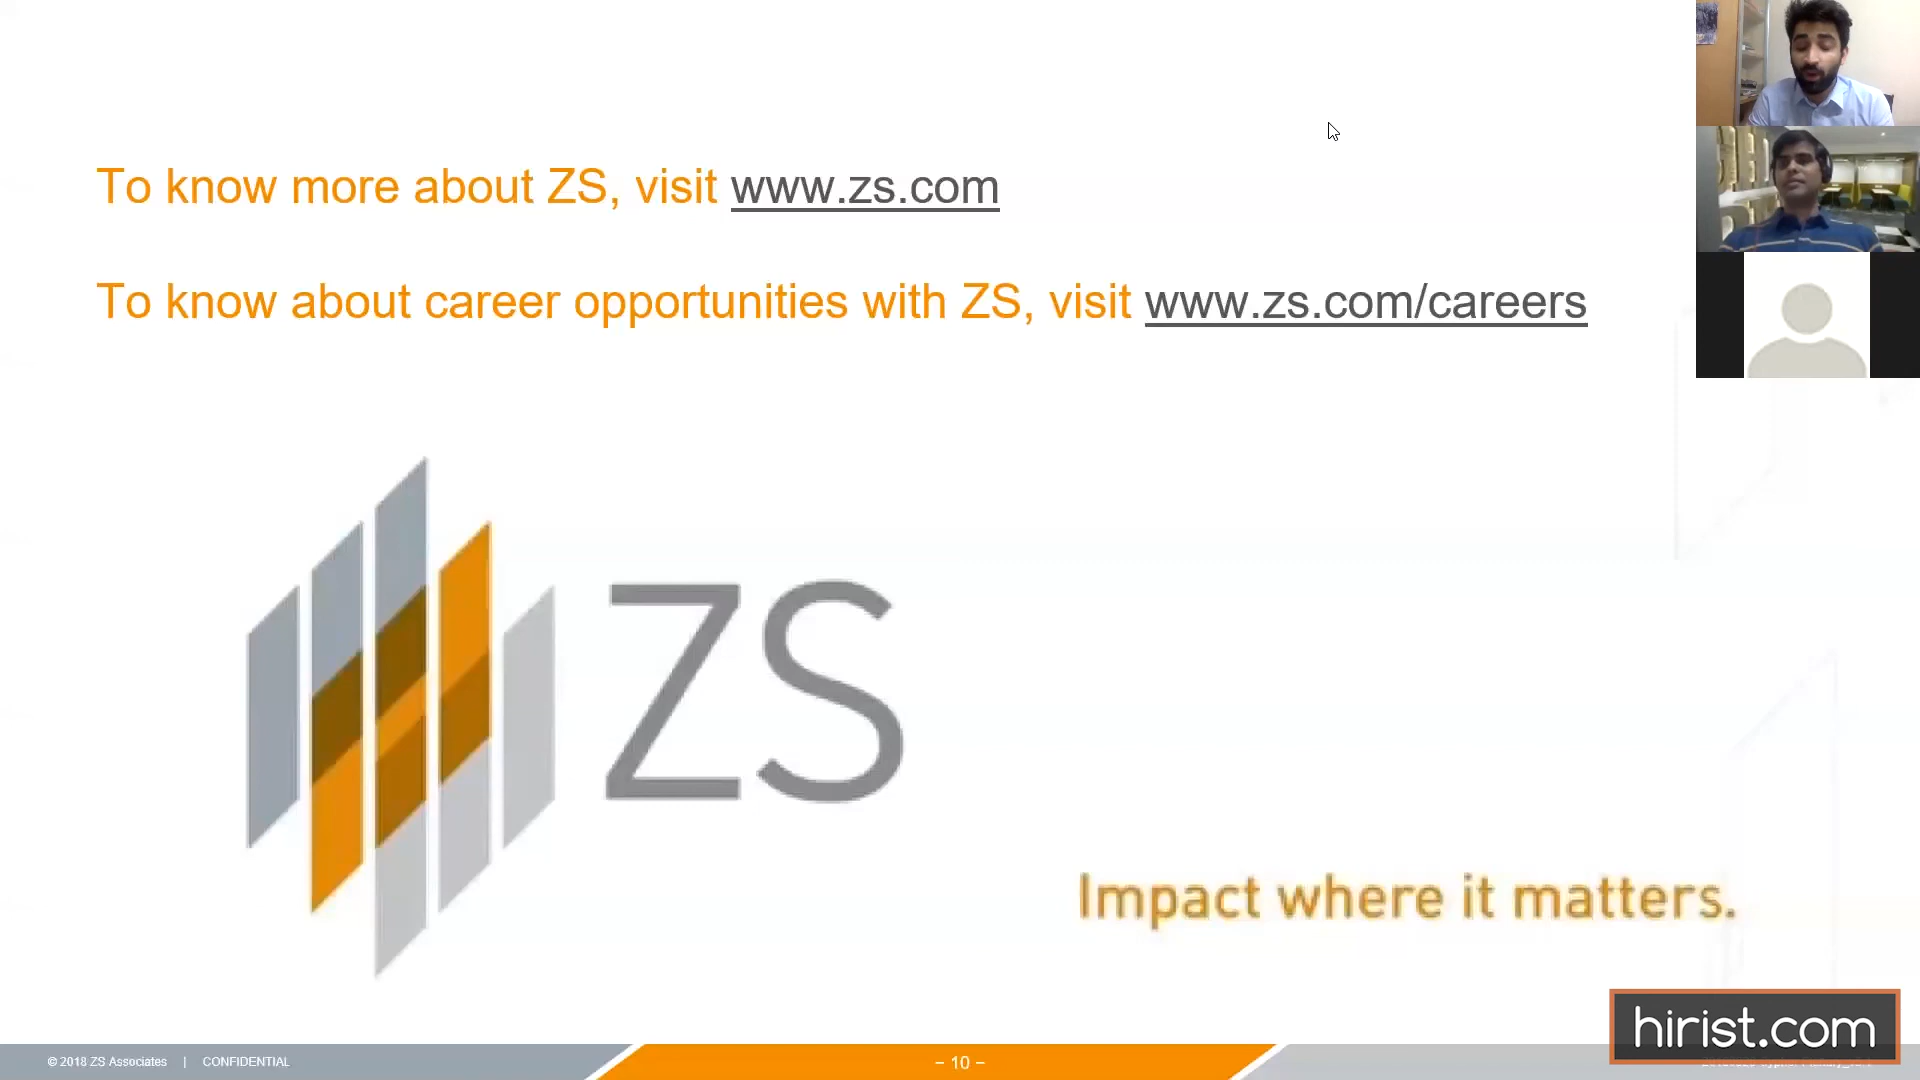 To know more about ZS, visit www.zs.com
To know about career opportunities with ZS, visit www.zs.com/careers
ZS
Impact where it matters.
hirist.com
© 2018 ZS Associates | CONFIDENTIAL
– 10 –